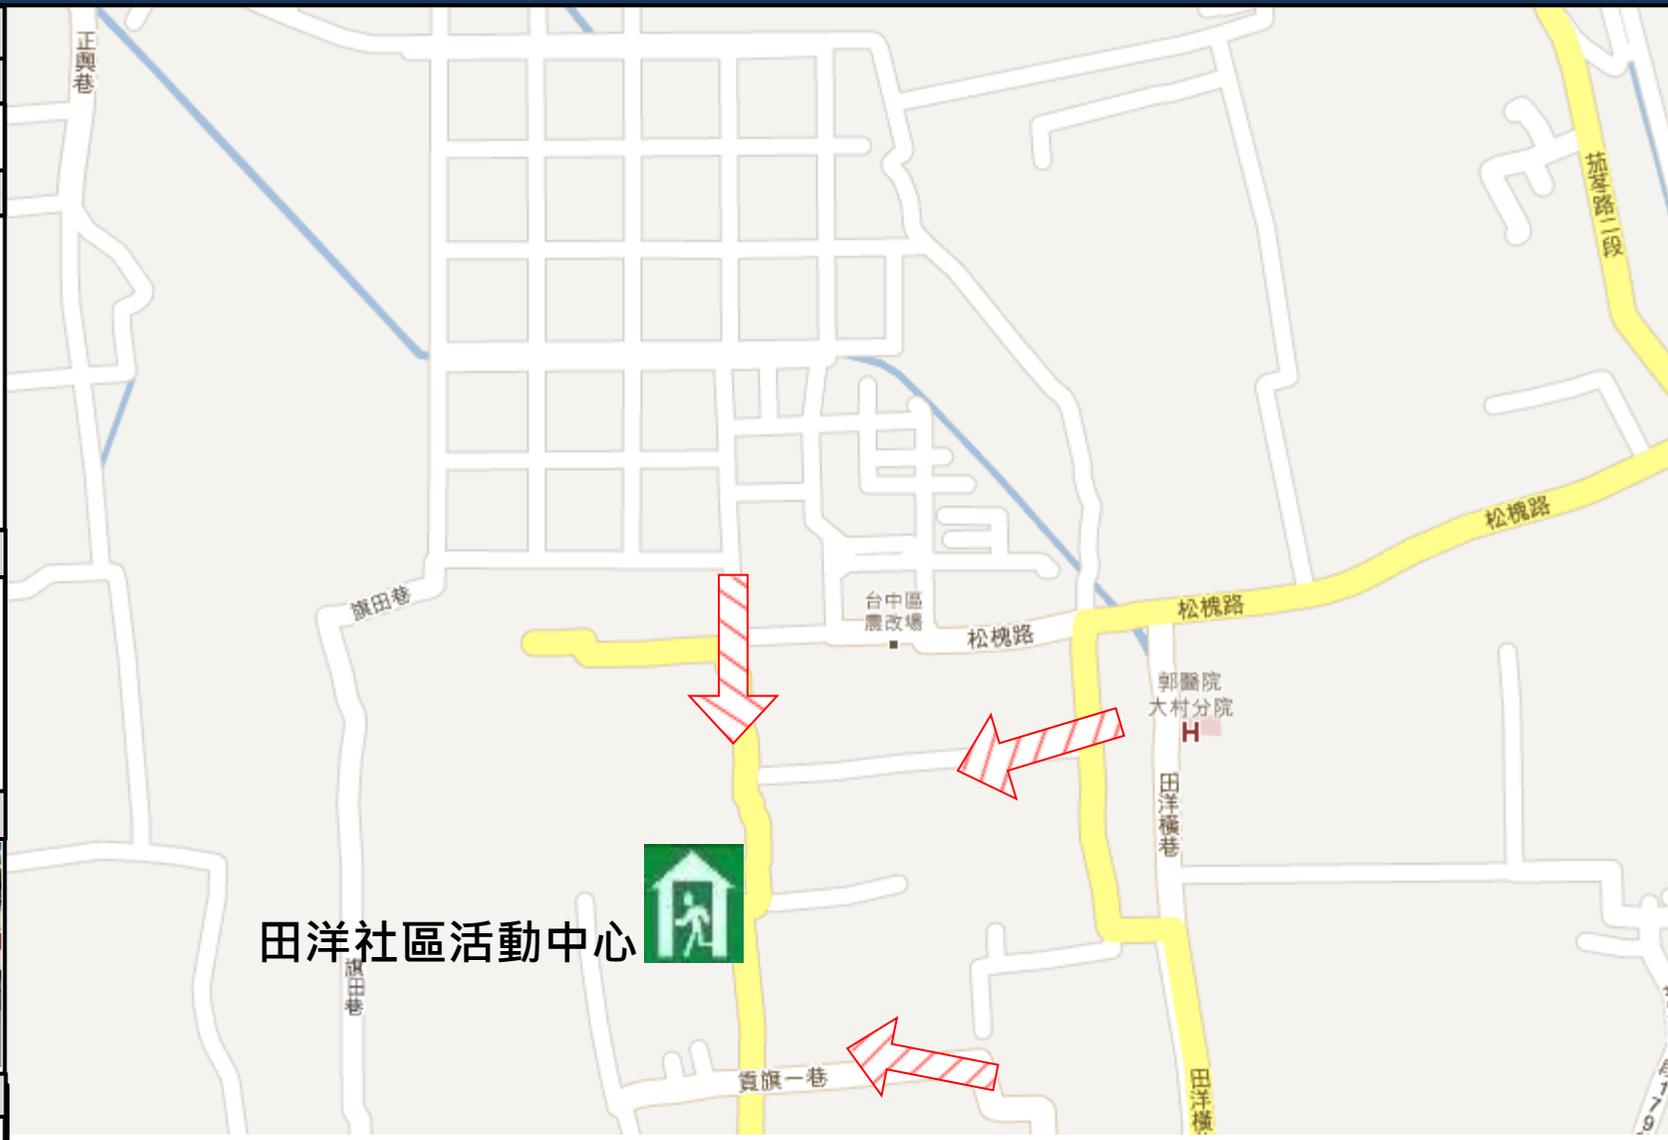 正興巷
茄苳路二段
松槐路
旗田巷
台中區
農改場
松槐路
松槐路
郭醫院
大村分院
H
田洋橫巷
田洋社區活動中心
旗田巷
貢旗一巷
田洋橫